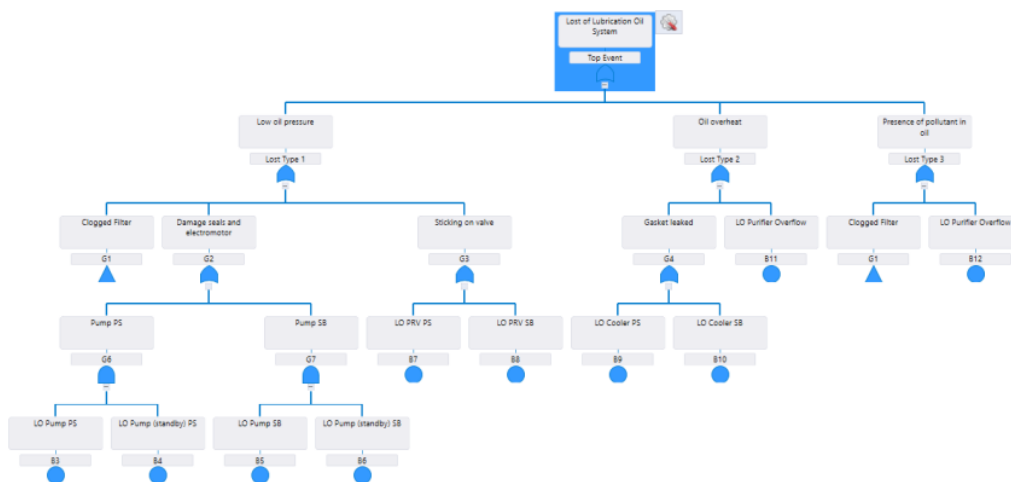 Lost of Lubrication Oil
System
Top Event
Low oil pressure
Oil overheat
Presence of pollutant in
oil
Lost Type 1
Lost Type 2
Lost Type 3
Clogged Filter
Damage seals and
electromotor
Sticking on valve
Gasket leaked
LO Purifier Overflow
Clogged Filter
LO Purifier Overflow
G1
G2
G3
G4
B11
G1
B12
Pump PS
Pump SB
LO PRV PS
LO PRV SB
LO Cooler PS
LO Cooler SB
G6
G7
B7
B8
B9
B10
LO Pump PS
LO Pump (standby) PS
LO Pump SB
LO Pump (standby) SB
B3
B4
B5
B6